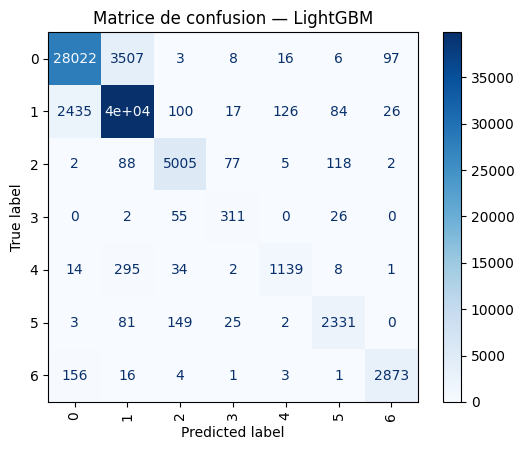 Matrice de confusion — LightGBM
0 28022 3507 3 8 16 6 97
1 2435 4e+04 100 17 126 84 26
2 2 88 5005 77 5 118 2
3 0 2 55 311 0 26 0
4 14 295 34 2 1139 8 1
5 3 81 149 25 2 2331 0
6 156 16 4 1 3 1 2873
0 1 2 3 4 5 6
True label
Predicted label
35000
30000
25000
20000
15000
10000
5000
0